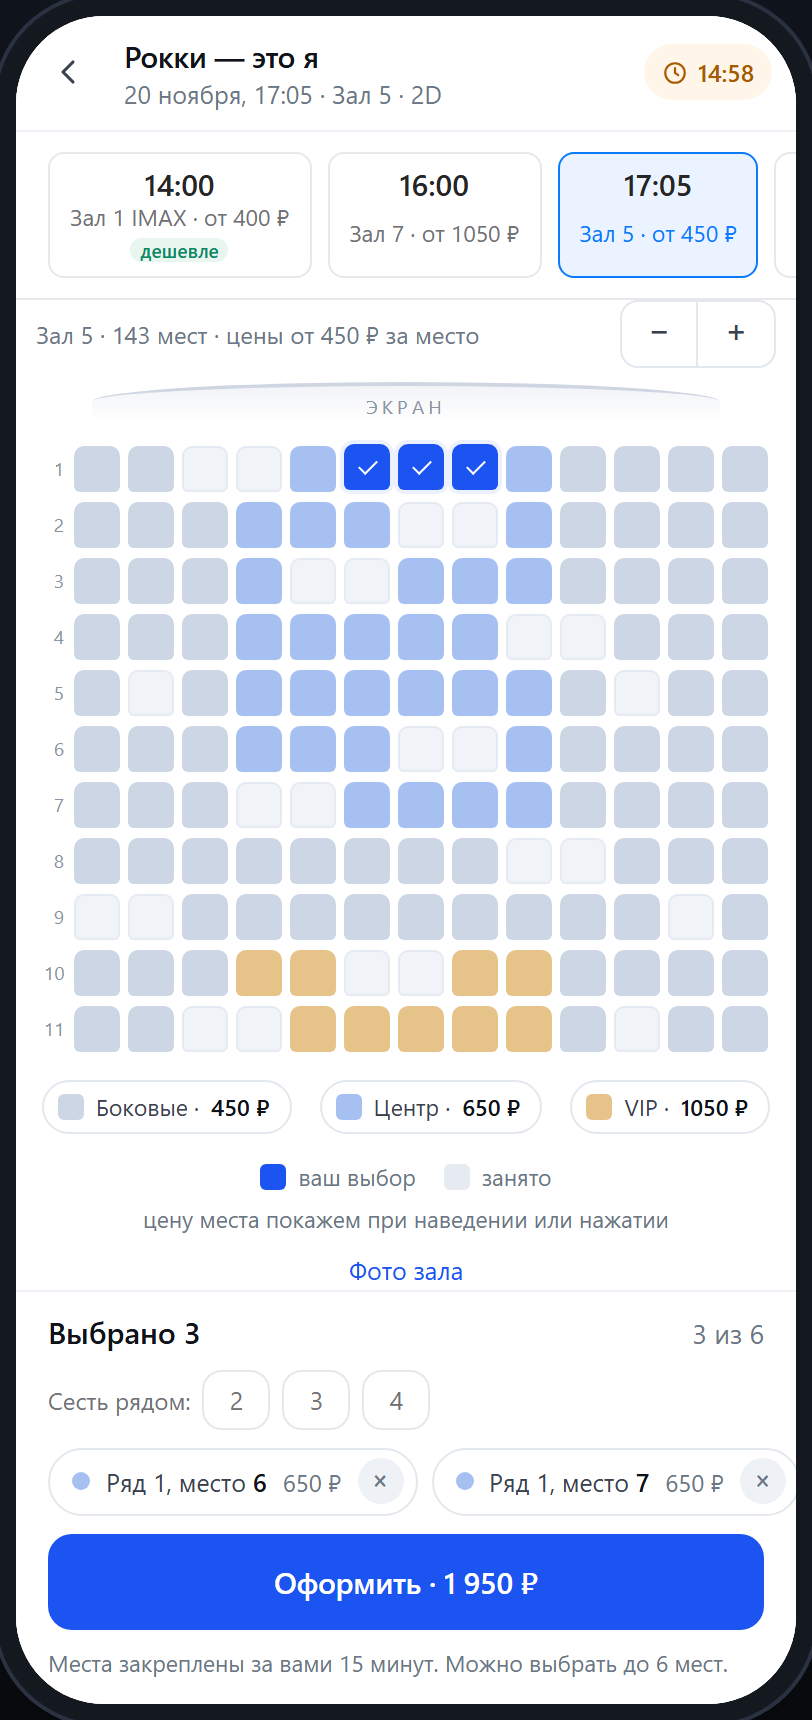 Рокки — это я
20 ноября, 17:05 · Зал 5 · 2D
14:58
14:00
Зал 1 IMAX · от 400 ₽
дешевле
16:00
Зал 7 · от 1050 ₽
17:05
Зал 5 · от 450 ₽
Зал 5 · 143 мест · цены от 450 ₽ за место
− +
ЭКРАН
1
2
3
4
5
6
7
8
9
10
11
Боковые · 450 ₽
Центр · 650 ₽
VIP · 1050 ₽
ваш выбор
занято
цену места покажем при наведении или нажатии
Фото зала
Выбрано 3
3 из 6
Сесть рядом: 2 3 4
Ряд 1, место 6 650 ₽ ×
Ряд 1, место 7 650 ₽ ×
Оформить · 1 950 ₽
Места закреплены за вами 15 минут. Можно выбрать до 6 мест.